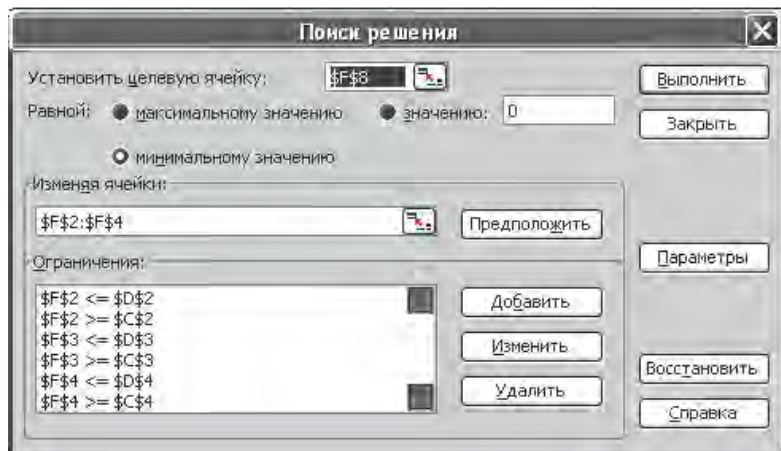 Поиск решения
Установить целевую ячейку: $F$8
Выполнить
Равной: максимальному значению значению: 0
Закрыть
минимальному значению
Изменяя ячейки:
$F$2:$F$4
Предположить
Ограничения:
Параметры
$F$2 <= $D$2
$F$2 >= $C$2
$F$3 <= $D$3
$F$3 >= $C$3
$F$4 <= $D$4
$F$4 >= $C$4
Добавить
Изменить
Удалить
Восстановить
Справка